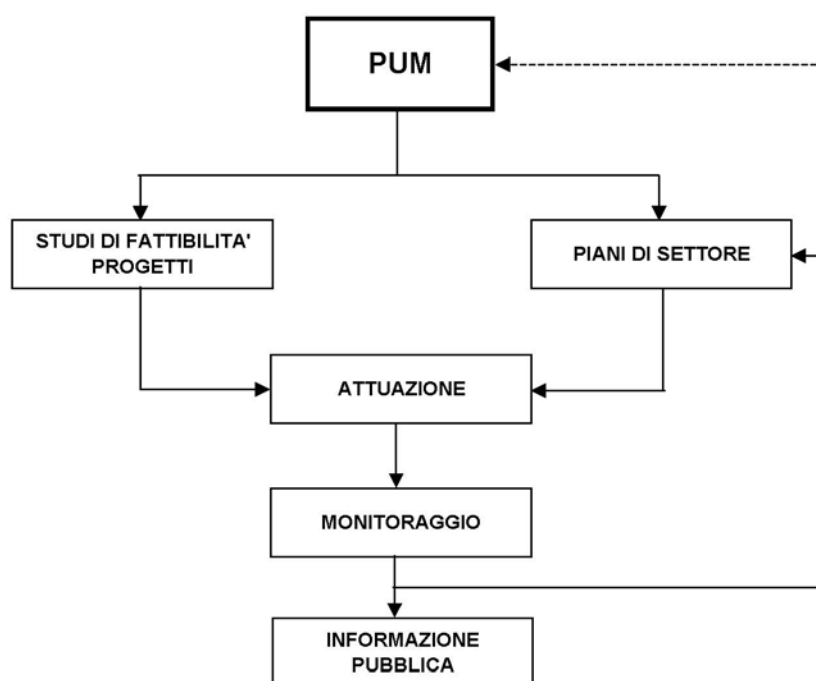 PUM
STUDI DI FATTIBILITA'
PROGETTI
PIANI DI SETTORE
ATTUAZIONE
MONITORAGGIO
INFORMAZIONE
PUBBLICA